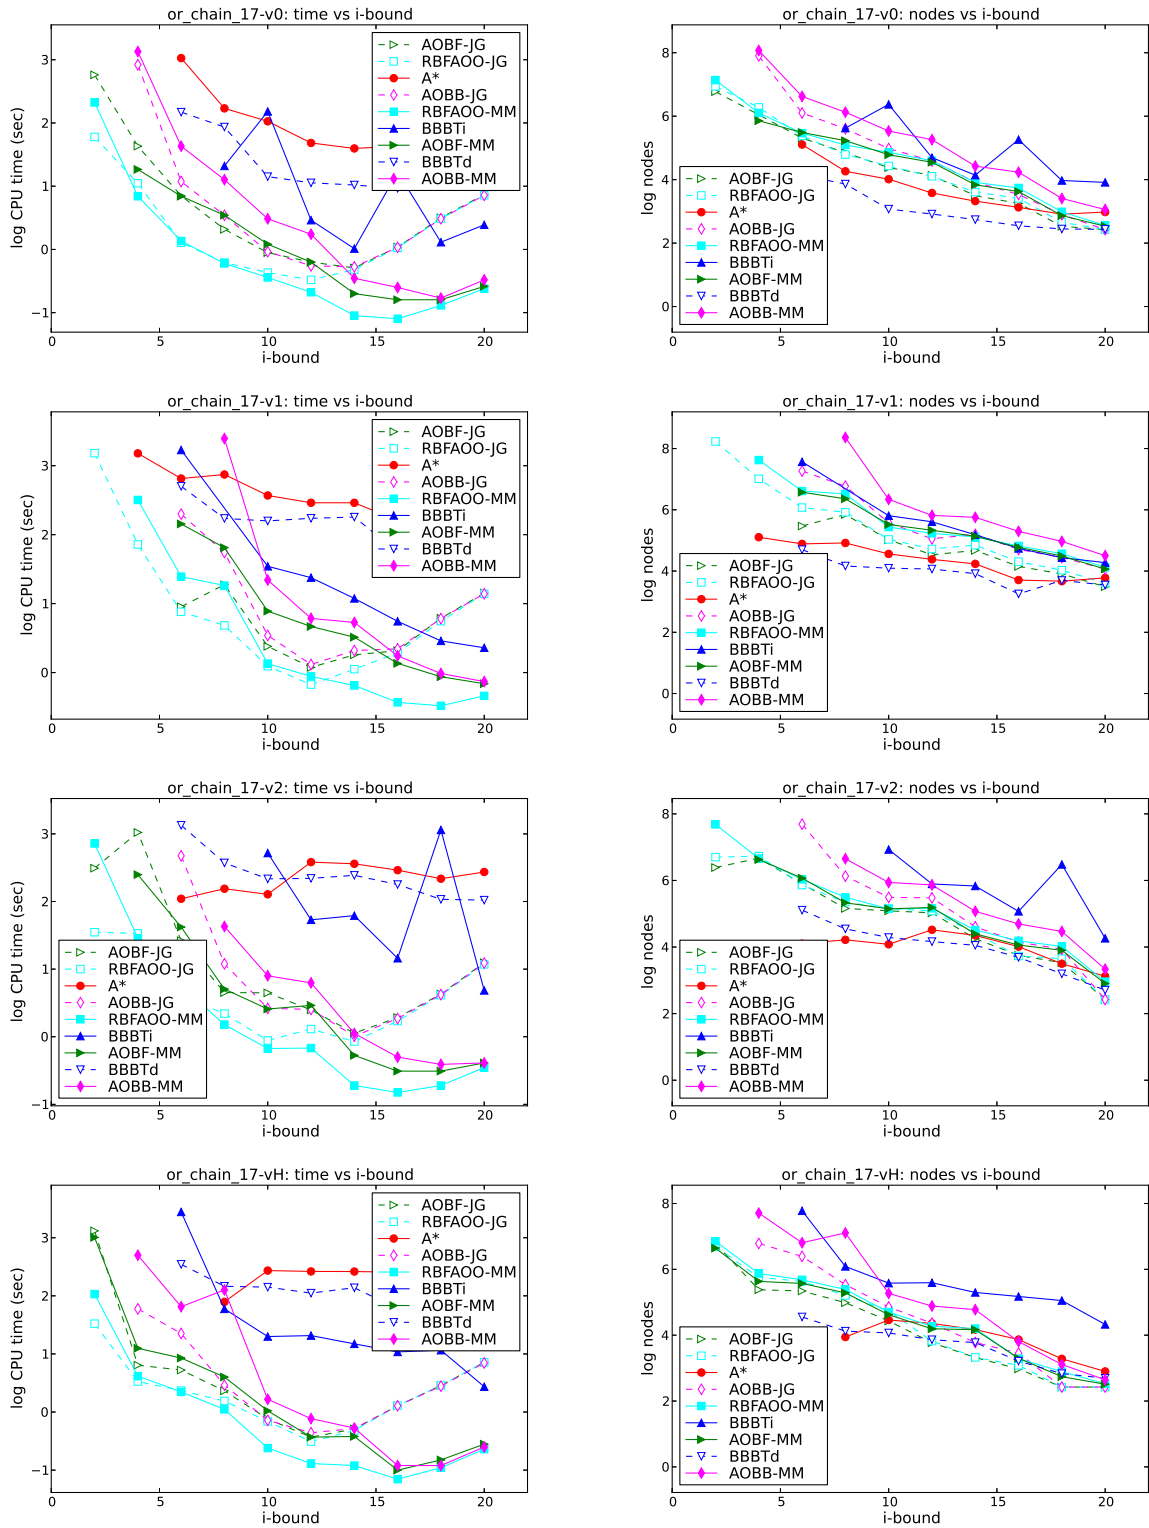 or_chain_17-v0: time vs i-bound
log CPU time (sec)
3
2
1
0
−1
0
5
10
15
20
i-bound
AOBF-JG
RBFAOO-JG
A*
AOBB-JG
RBFAOO-MM
BBBTi
AOBF-MM
BBBTd
AOBB-MM
or_chain_17-v0: nodes vs i-bound
log nodes
8
6
4
2
0
0
5
10
15
20
i-bound
AOBF-JG
RBFAOO-JG
A*
AOBB-JG
RBFAOO-MM
BBBTi
AOBF-MM
BBBTd
AOBB-MM
or_chain_17-v1: time vs i-bound
log CPU time (sec)
3
2
1
0
0
5
10
15
20
i-bound
AOBF-JG
RBFAOO-JG
A*
AOBB-JG
RBFAOO-MM
BBBTi
AOBF-MM
BBBTd
AOBB-MM
or_chain_17-v1: nodes vs i-bound
log nodes
8
6
4
2
0
0
5
10
15
20
i-bound
AOBF-JG
RBFAOO-JG
A*
AOBB-JG
RBFAOO-MM
BBBTi
AOBF-MM
BBBTd
AOBB-MM
or_chain_17-v2: time vs i-bound
log CPU time (sec)
3
2
1
0
−1
0
5
10
15
20
i-bound
AOBF-JG
RBFAOO-JG
A*
AOBB-JG
RBFAOO-MM
BBBTi
AOBF-MM
BBBTd
AOBB-MM
or_chain_17-v2: nodes vs i-bound
log nodes
8
6
4
2
0
0
5
10
15
20
i-bound
AOBF-JG
RBFAOO-JG
A*
AOBB-JG
RBFAOO-MM
BBBTi
AOBF-MM
BBBTd
AOBB-MM
or_chain_17-vH: time vs i-bound
log CPU time (sec)
3
2
1
0
−1
0
5
10
15
20
i-bound
AOBF-JG
RBFAOO-JG
A*
AOBB-JG
RBFAOO-MM
BBBTi
AOBF-MM
BBBTd
AOBB-MM
or_chain_17-vH: nodes vs i-bound
log nodes
8
6
4
2
0
0
5
10
15
20
i-bound
AOBF-JG
RBFAOO-JG
A*
AOBB-JG
RBFAOO-MM
BBBTi
AOBF-MM
BBBTd
AOBB-MM